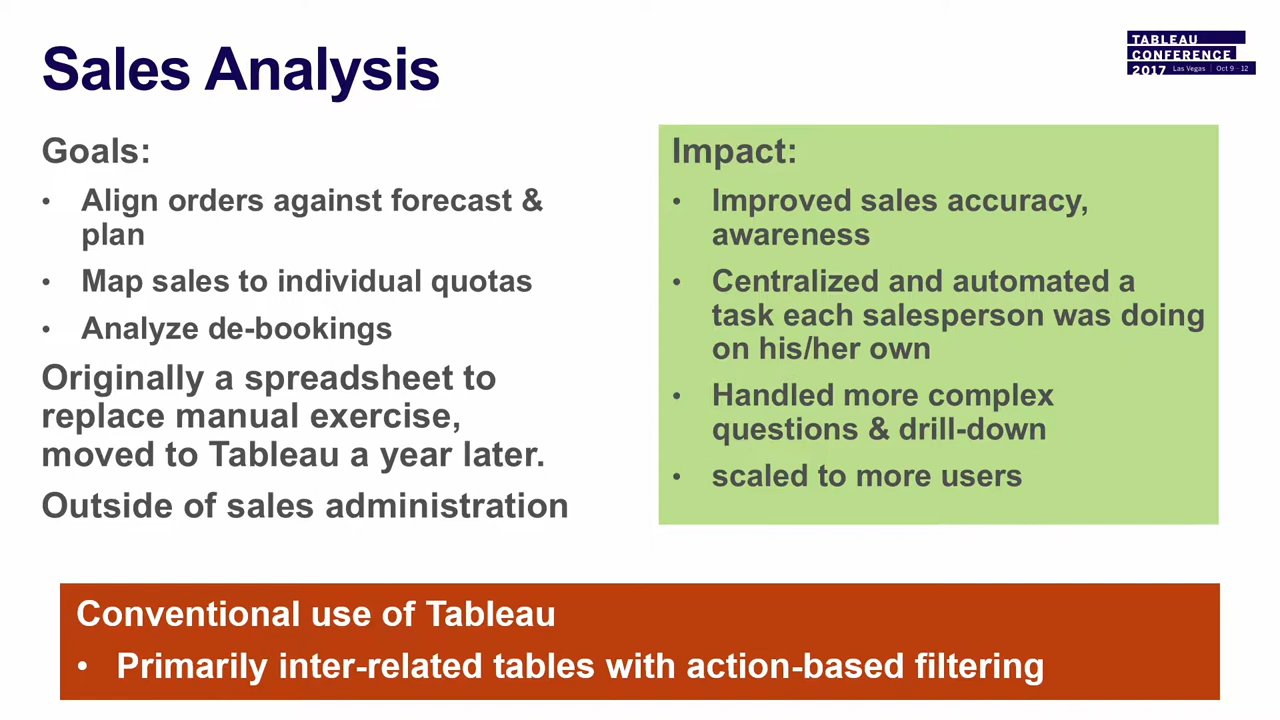 Sales Analysis
TABLEAU
CONFERENCE
2017 Las Vegas | Oct 9 - 12
Goals:
• Align orders against forecast &
plan
• Map sales to individual quotas
• Analyze de-bookings
Originally a spreadsheet to
replace manual exercise,
moved to Tableau a year later.
Outside of sales administration
Impact:
• Improved sales accuracy,
awareness
• Centralized and automated a
task each salesperson was doing
on his/her own
• Handled more complex
questions & drill-down
• scaled to more users
Conventional use of Tableau
• Primarily inter-related tables with action-based filtering